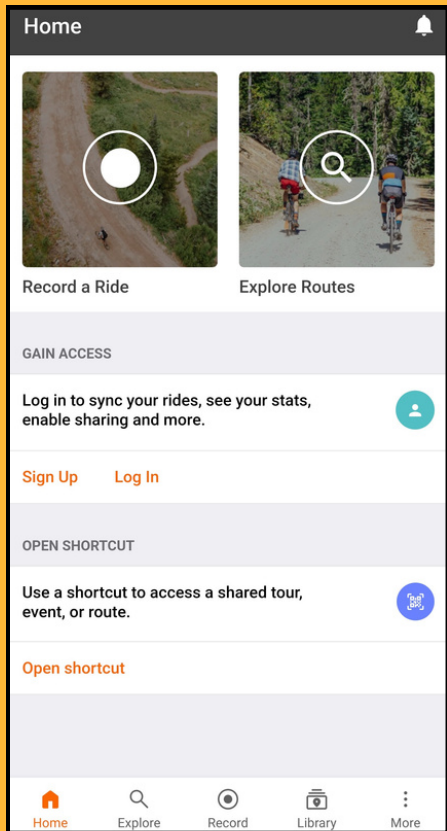 Home
Record a Ride
Explore Routes
GAIN ACCESS
Log in to sync your rides, see your stats,
enable sharing and more.
Sign Up
Log In
OPEN SHORTCUT
Use a shortcut to access a shared tour,
event, or route.
Open shortcut
Home
Explore
Record
Library
More